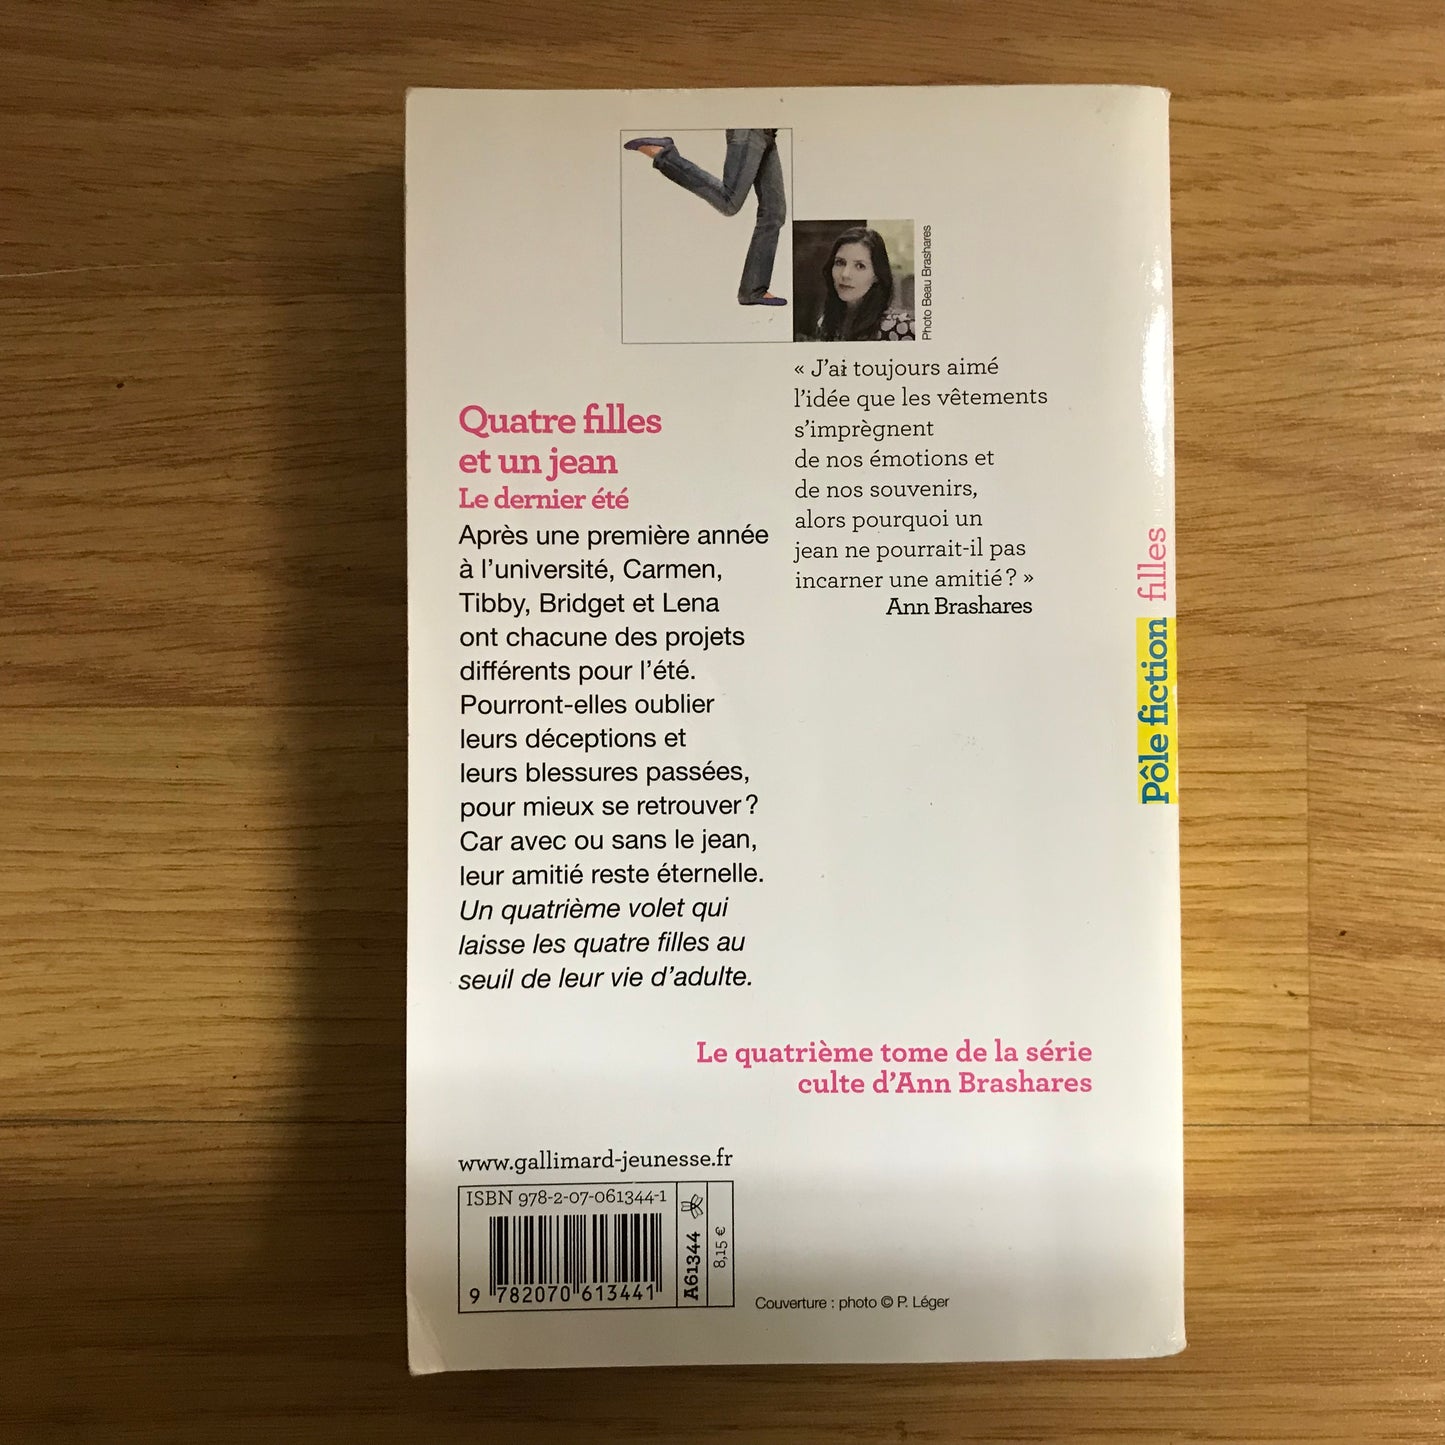 Photo Beau Brashares
« J'ai toujours aimé
l'idée que les vêtements
s'imprègnent
de nos émotions et
de nos souvenirs,
alors pourquoi un
jean ne pourrait-il pas
incarner une amitié ? »
Ann Brashares
Quatre filles
et un jean
Le dernier été
Après une première année
à l'université, Carmen,
Tibby, Bridget et Lena
ont chacune des projets
différents pour l'été.
Pourront-elles oublier
leurs déceptions et
leurs blessures passées,
pour mieux se retrouver ?
Car avec ou sans le jean,
leur amitié reste éternelle.
Un quatrième volet qui
laisse les quatre filles au
seuil de leur vie d'adulte.
Le quatrième tome de la série
culte d'Ann Brashares
Pôle fiction filles
www.gallimard-jeunesse.fr
ISBN 978-2-07-061344-1
9 782070 613441
A61344
8,15 €
Couverture : photo © P. Léger